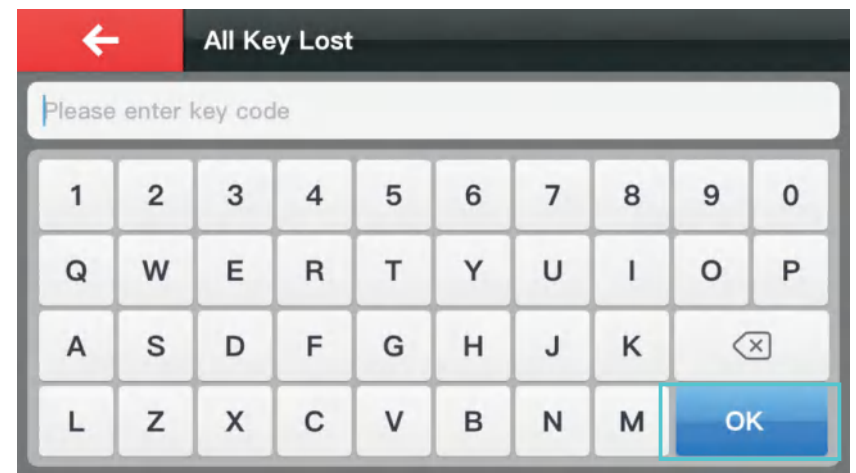 All Key Lost
Please enter key code
1 2 3 4 5 6 7 8 9 0
Q W E R T Y U I O P
A S D F G H J K
L Z X C V B N M OK